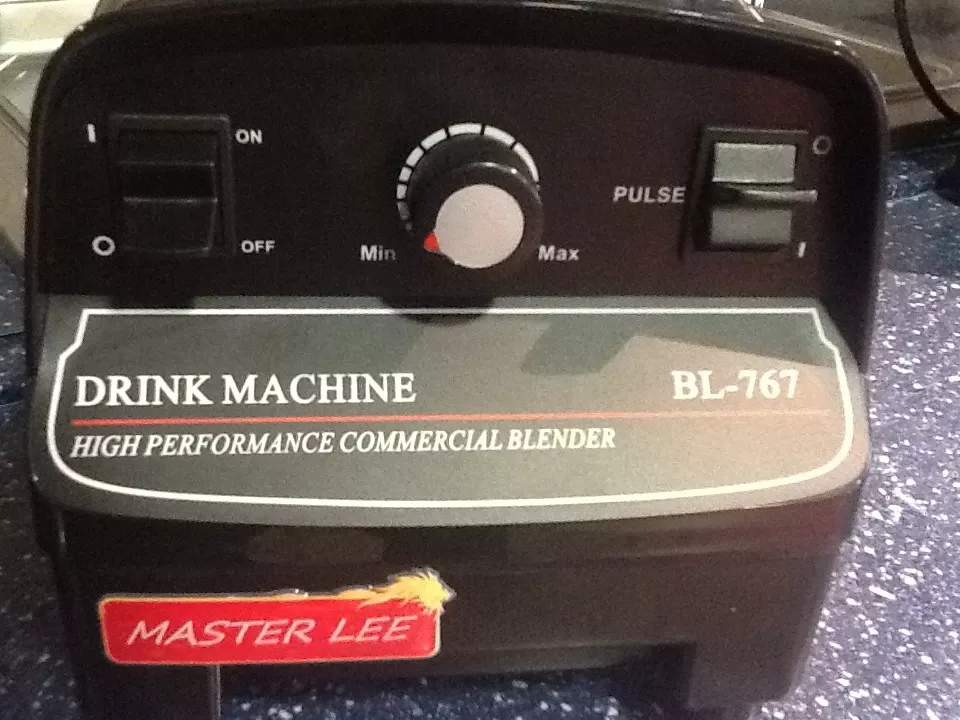 ON
OFF
Min
Max
PULSE
DRINK MACHINE
BL-767
HIGH PERFORMANCE COMMERCIAL BLENDER
MASTER LEE